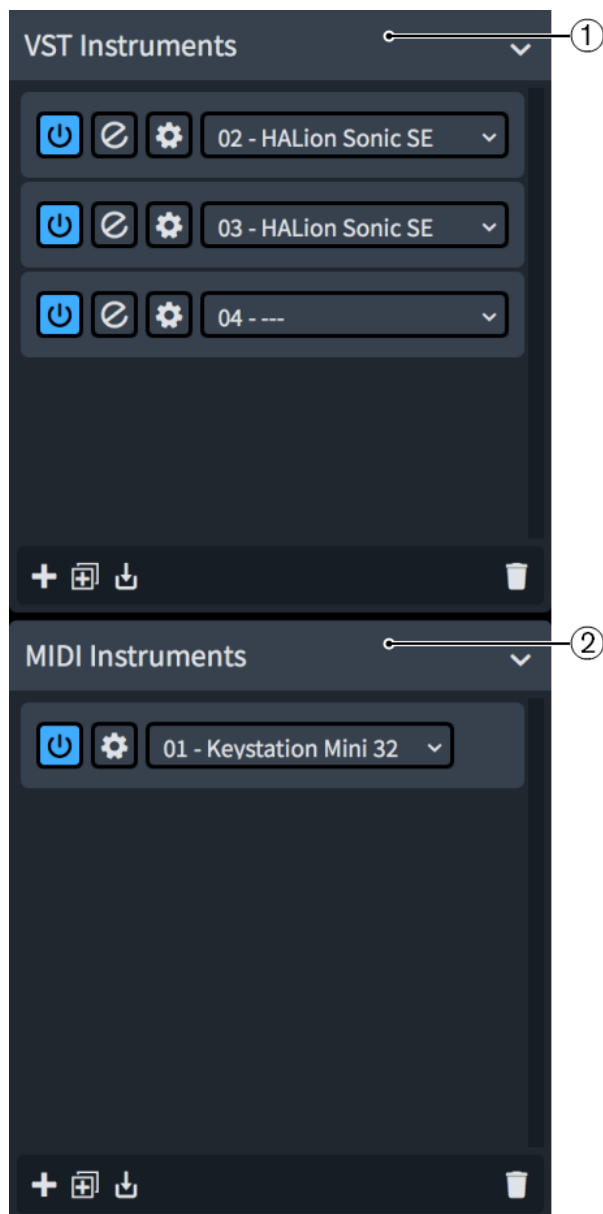 VST Instruments
1
02 - HALion Sonic SE
03 - HALion Sonic SE
04 - ---
MIDI Instruments
2
01 - Keystation Mini 32